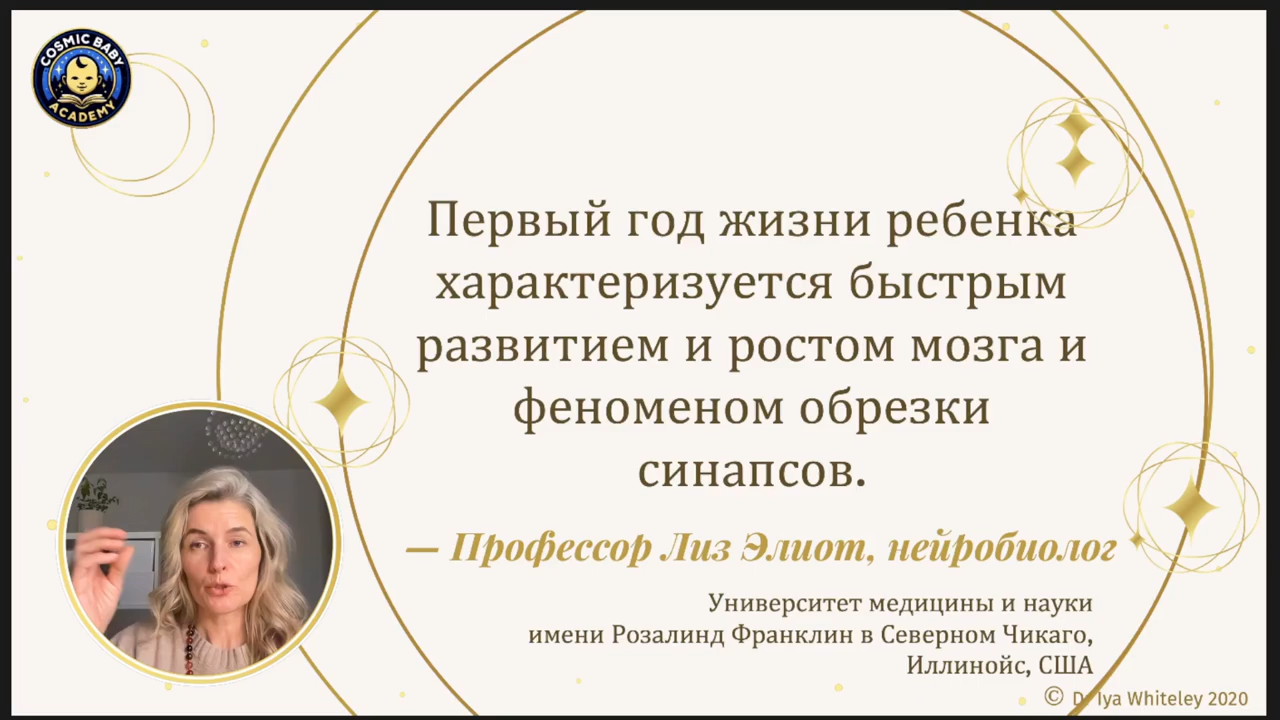 COSMIC BABY
ACADEMY
Первый год жизни ребенка
характеризуется быстрым
развитием и ростом мозга и
феноменом обрезки
синапсов.
— Профессор Лиз Элиот, нейробиолог
Университет медицины и науки
имени Розалинд Франклин в Северном Чикаго,
Иллинойс, США
© Dr Iya Whiteley 2020